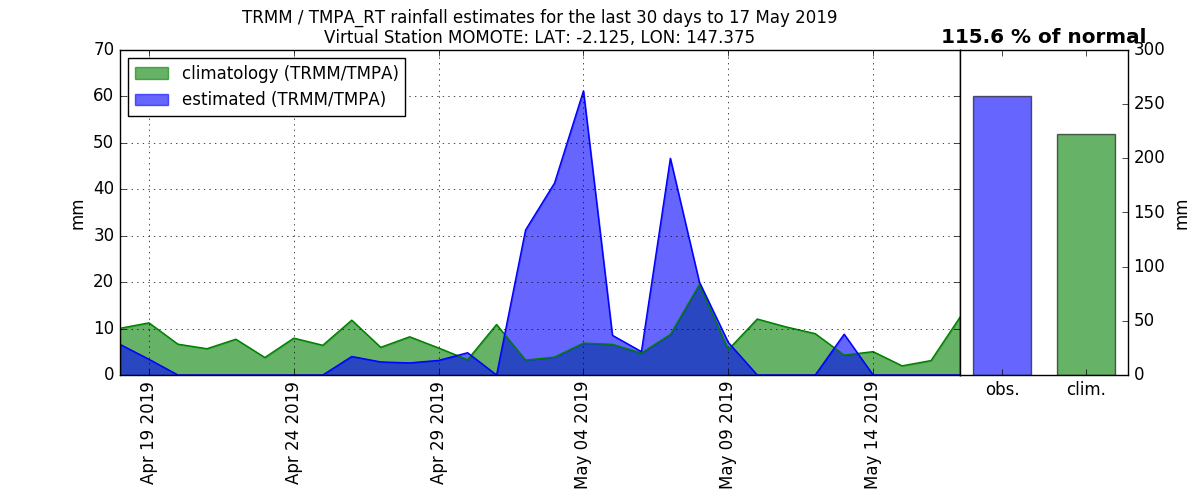 TRMM / TMPA_RT rainfall estimates for the last 30 days to 17 May 2019
Virtual Station MOMOTE: LAT: -2.125, LON: 147.375
115.6 % of normal
climatology (TRMM/TMPA)
estimated (TRMM/TMPA)
70
60
50
40
30
20
10
0
mm
Apr 19 2019
Apr 24 2019
Apr 29 2019
May 04 2019
May 09 2019
May 14 2019
obs.
clim.
300
250
200
150
100
50
0
mm